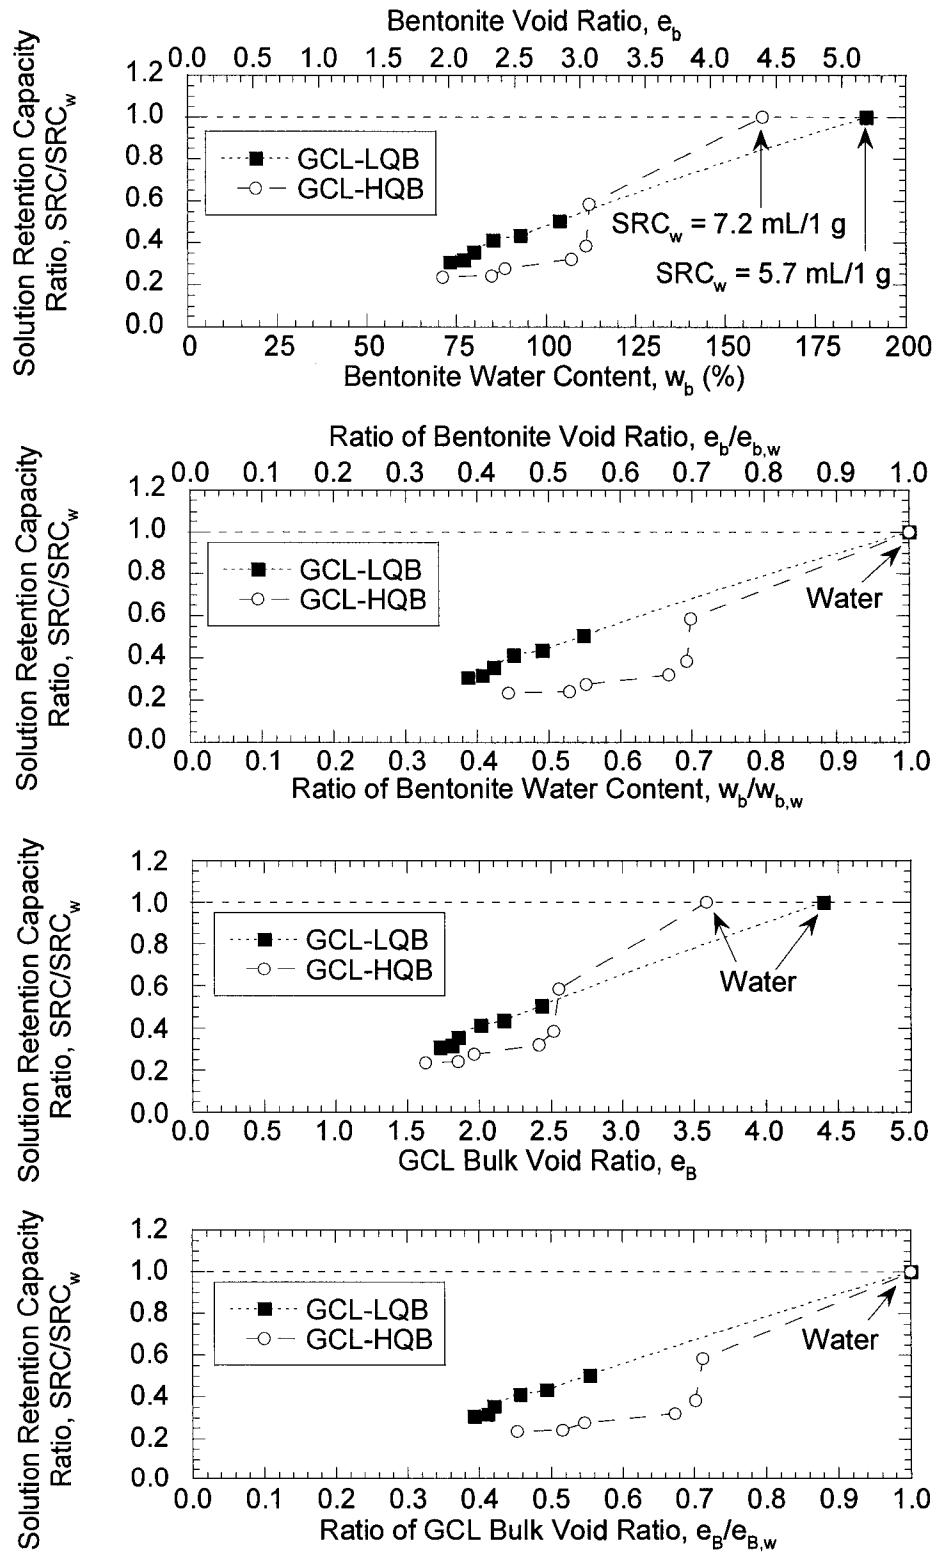 Bentonite Void Ratio, e_b
0.0 0.5 1.0 1.5 2.0 2.5 3.0 3.5 4.0 4.5 5.0
Solution Retention Capacity
Ratio, SRC/SRC_w
1.2
1.0
0.8
0.6
0.4
0.2
0.0
GCL-LQB
GCL-HQB
SRC_w = 7.2 mL/1 g
SRC_w = 5.7 mL/1 g
0 25 50 75 100 125 150 175 200
Bentonite Water Content, w_b (%)
Ratio of Bentonite Void Ratio, e_b/e_b,w
0.0 0.1 0.2 0.3 0.4 0.5 0.6 0.7 0.8 0.9 1.0
Solution Retention Capacity
Ratio, SRC/SRC_w
1.2
1.0
0.8
0.6
0.4
0.2
0.0
GCL-LQB
GCL-HQB
Water
0.0 0.1 0.2 0.3 0.4 0.5 0.6 0.7 0.8 0.9 1.0
Ratio of Bentonite Water Content, w_b/w_b,w
Solution Retention Capacity
Ratio, SRC/SRC_w
1.2
1.0
0.8
0.6
0.4
0.2
0.0
GCL-LQB
GCL-HQB
Water
0.0 0.5 1.0 1.5 2.0 2.5 3.0 3.5 4.0 4.5 5.0
GCL Bulk Void Ratio, e_B
Solution Retention Capacity
Ratio, SRC/SRC_w
1.2
1.0
0.8
0.6
0.4
0.2
0.0
GCL-LQB
GCL-HQB
Water
0.0 0.1 0.2 0.3 0.4 0.5 0.6 0.7 0.8 0.9 1.0
Ratio of GCL Bulk Void Ratio, e_B/e_B,w